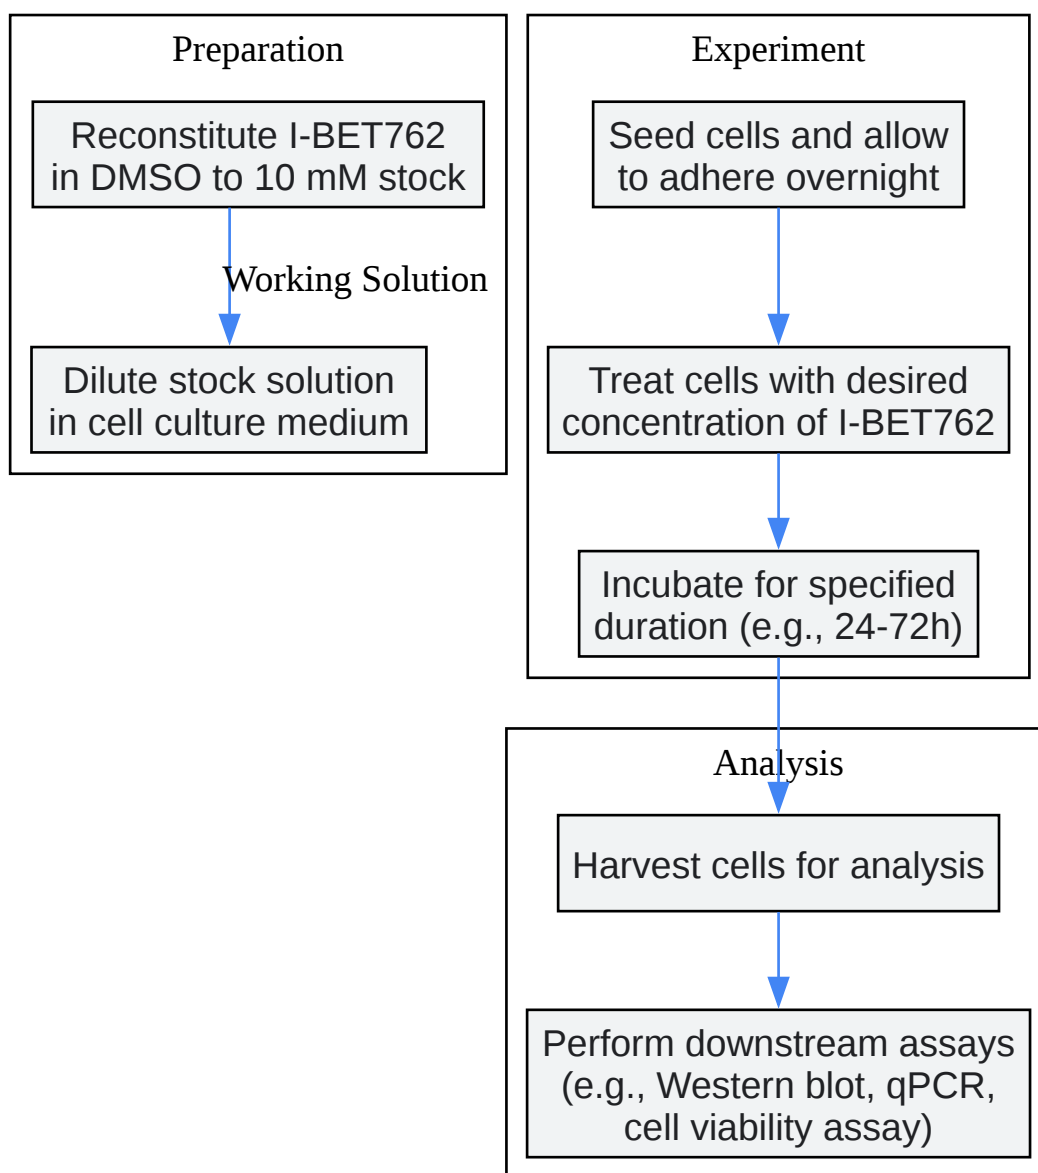 Preparation
Reconstitute I-BET762
in DMSO to 10 mM stock
Working Solution
Dilute stock solution
in cell culture medium
Experiment
Seed cells and allow
to adhere overnight
Treat cells with desired
concentration of I-BET762
Incubate for specified
duration (e.g., 24-72h)
Analysis
Harvest cells for analysis
Perform downstream assays
(e.g., Western blot, qPCR,
cell viability assay)